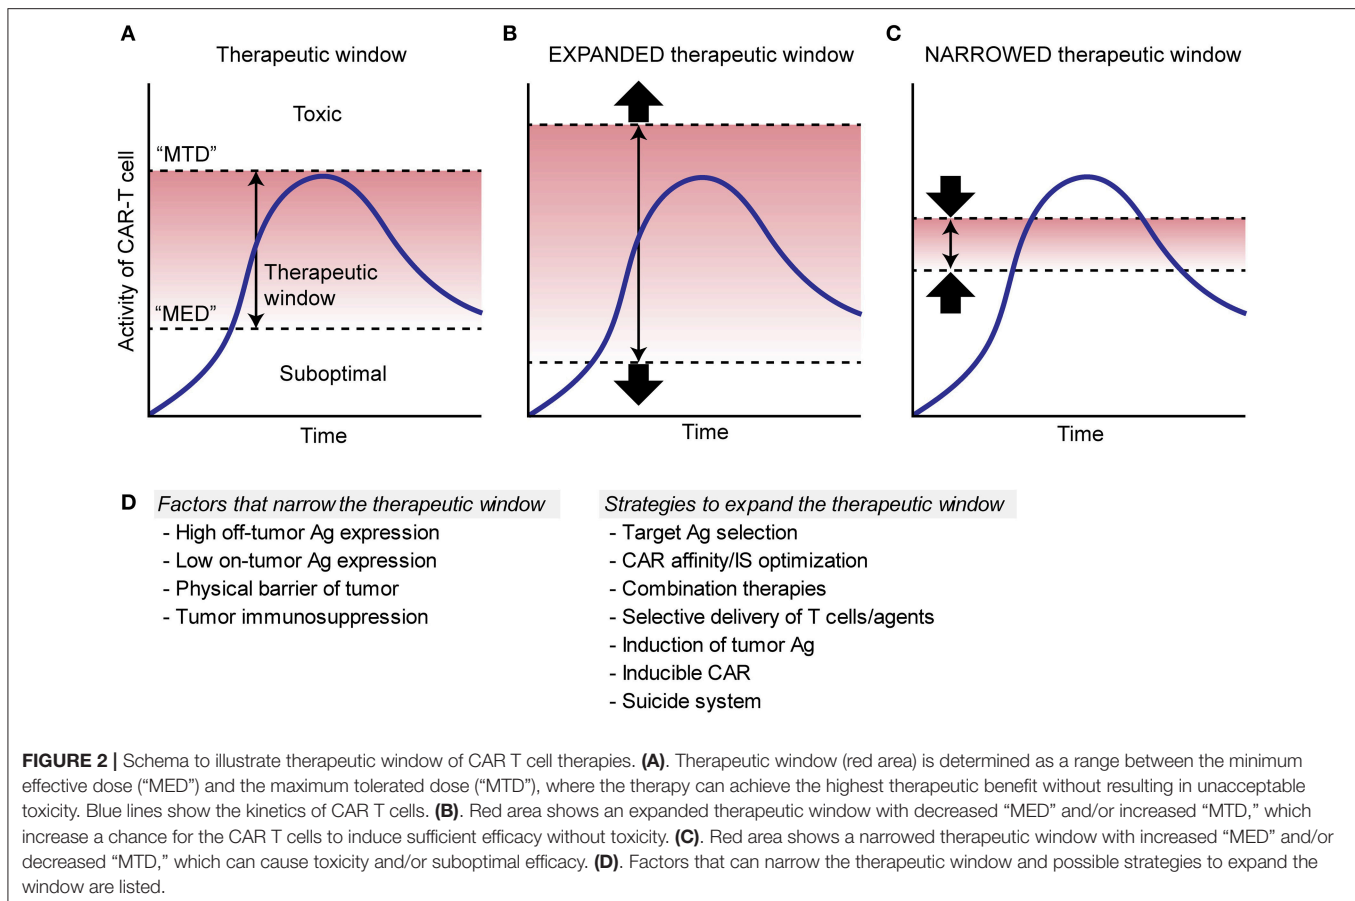 A
Therapeutic window
B
EXPANDED therapeutic window
C
NARROWED therapeutic window
Activity of CAR-T cell
Toxic
“MTD”
Therapeutic
window
“MED”
Suboptimal
Time
Time
Time
D
Factors that narrow the therapeutic window
- High off-tumor Ag expression
- Low on-tumor Ag expression
- Physical barrier of tumor
- Tumor immunosuppression
Strategies to expand the therapeutic window
- Target Ag selection
- CAR affinity/IS optimization
- Combination therapies
- Selective delivery of T cells/agents
- Induction of tumor Ag
- Inducible CAR
- Suicide system
FIGURE 2 | Schema to illustrate therapeutic window of CAR T cell therapies. (A). Therapeutic window (red area) is determined as a range between the minimum
effective dose (“MED”) and the maximum tolerated dose (“MTD”), where the therapy can achieve the highest therapeutic benefit without resulting in unacceptable
toxicity. Blue lines show the kinetics of CAR T cells. (B). Red area shows an expanded therapeutic window with decreased “MED” and/or increased “MTD,” which
increase a chance for the CAR T cells to induce sufficient efficacy without toxicity. (C). Red area shows a narrowed therapeutic window with increased “MED” and/or
decreased “MTD,” which can cause toxicity and/or suboptimal efficacy. (D). Factors that can narrow the therapeutic window and possible strategies to expand the
window are listed.